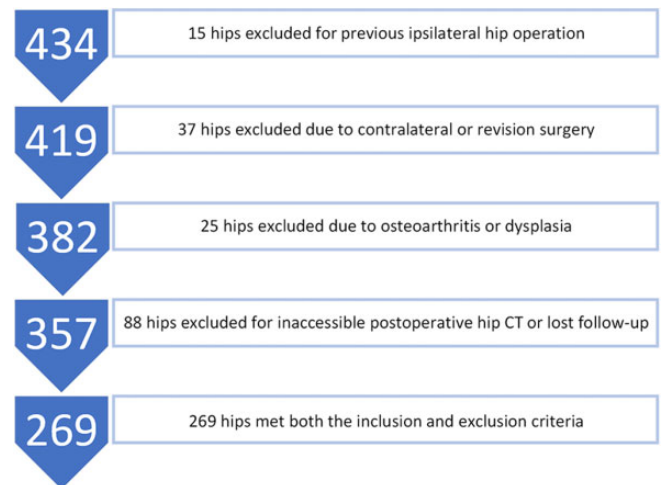 434
15 hips excluded for previous ipsilateral hip operation
419
37 hips excluded due to contralateral or revision surgery
382
25 hips excluded due to osteoarthritis or dysplasia
357
88 hips excluded for inaccessible postoperative hip CT or lost follow-up
269
269 hips met both the inclusion and exclusion criteria